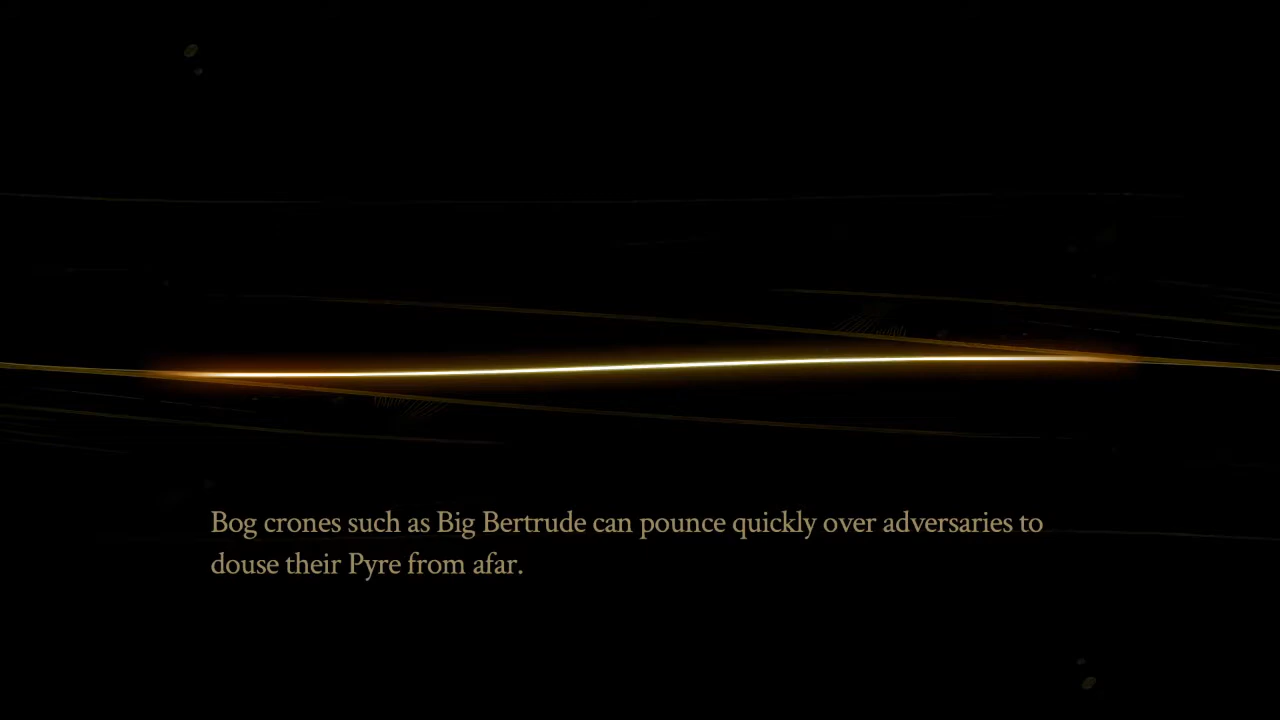 Bog crones such as Big Bertrude can pounce quickly over adversaries to
douse their Pyre from afar.